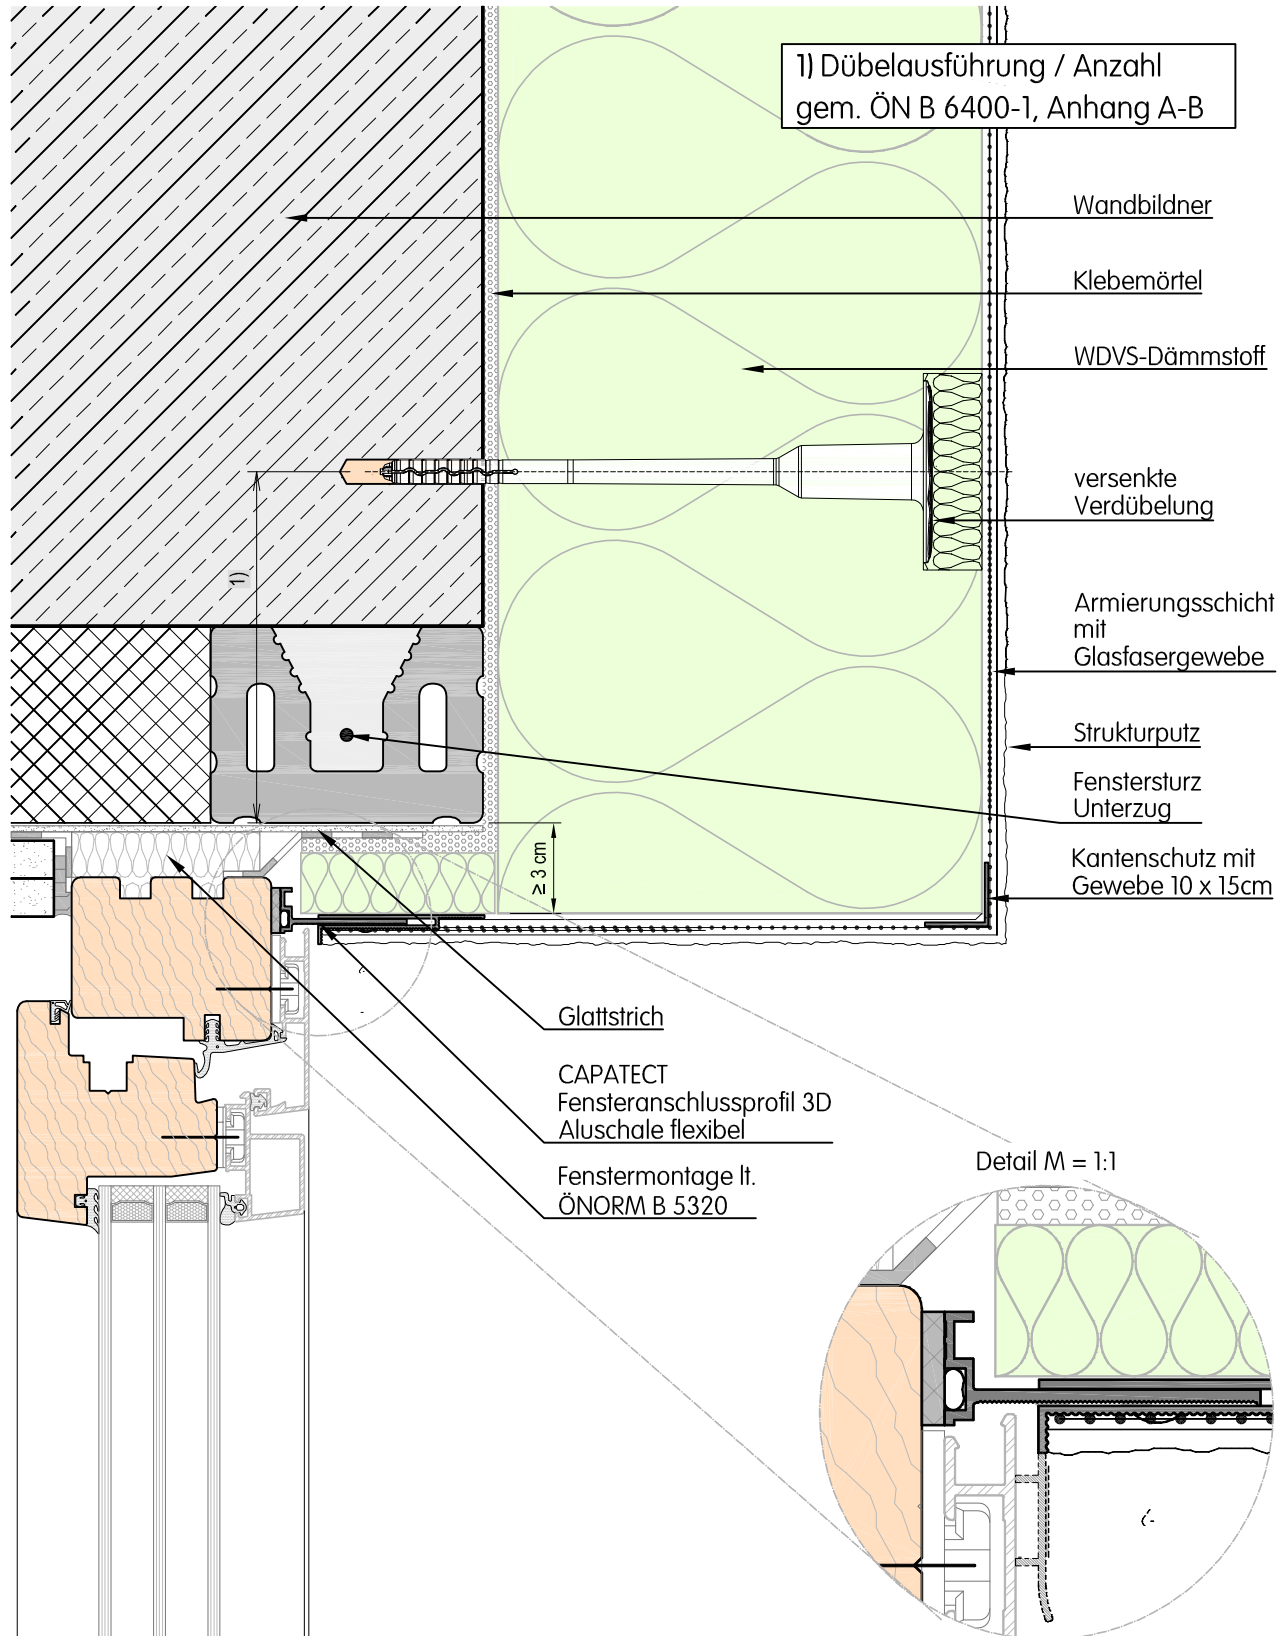 1) Dübelausführung / Anzahl
gem. ÖN B 6400-1, Anhang A-B
Wandbildner
Klebemörtel
WDVS-Dämmstoff
versenkte
Verdübelung
1)
Armierungsschicht
mit
Glasfasergewebe
Strukturputz
Fenstersturz
Unterzug
Kantenschutz mit
Gewebe 10 x 15cm
≥ 3 cm
Glattstrich
CAPATECT
Fensteranschlussprofil 3D
Aluschale flexibel
Fenstermontage lt.
ÖNORM B 5320
Detail M = 1:1